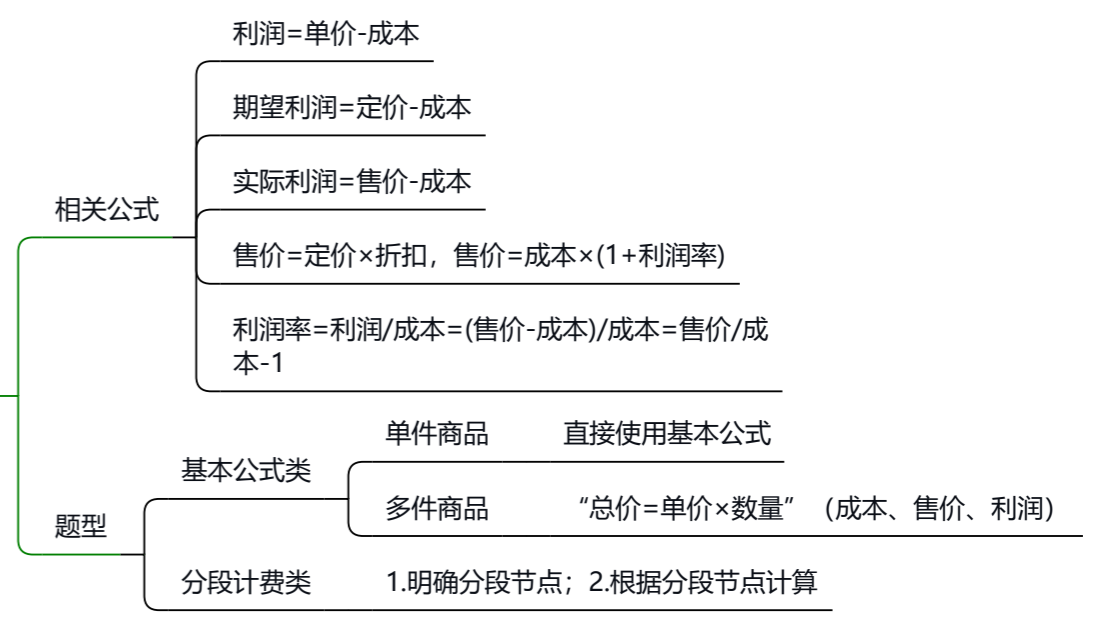 利润=单价-成本
期望利润=定价-成本
实际利润=售价-成本
相关公式
售价=定价×折扣，售价=成本×(1+利润率)
利润率=利润/成本=(售价-成本)/成本=售价/成
本-1
单件商品 直接使用基本公式
基本公式类
多件商品 “总价=单价×数量”（成本、售价、利润）
题型
分段计费类 1.明确分段节点；2.根据分段节点计算